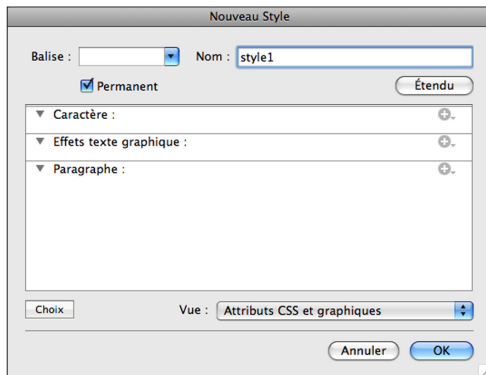 Nouveau Style
Balise : Nom : style1
Permanent Étendu
Caractère :
Effets texte graphique :
Paragraphe :
Choix Vue : Attributs CSS et graphiques
Annuler OK